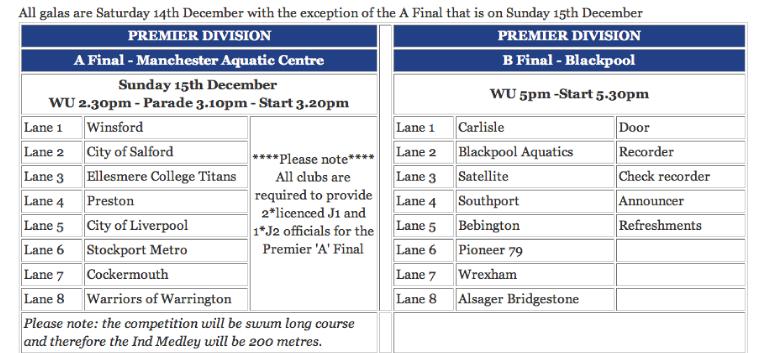 All galas are Saturday 14th December with the exception of the A Final that is on Sunday 15th December
PREMIER DIVISION
A Final - Manchester Aquatic Centre
Sunday 15th December
WU 2.30pm - Parade 3.10pm - Start 3.20pm
Lane 1 Winsford
Lane 2 City of Salford
Lane 3 Ellesmere College Titans
Lane 4 Preston
Lane 5 City of Liverpool
Lane 6 Stockport Metro
Lane 7 Cockermouth
Lane 8 Warriors of Warrington
****Please note****
All clubs are
required to provide
2*licenced J1 and
1*J2 officials for the
Premier 'A' Final
Please note: the competition will be swum long course
and therefore the Ind Medley will be 200 metres.
PREMIER DIVISION
B Final - Blackpool
WU 5pm -Start 5.30pm
Lane 1 Carlisle Door
Lane 2 Blackpool Aquatics Recorder
Lane 3 Satellite Check recorder
Lane 4 Southport Announcer
Lane 5 Bebington Refreshments
Lane 6 Pioneer 79
Lane 7 Wrexham
Lane 8 Alsager Bridgestone